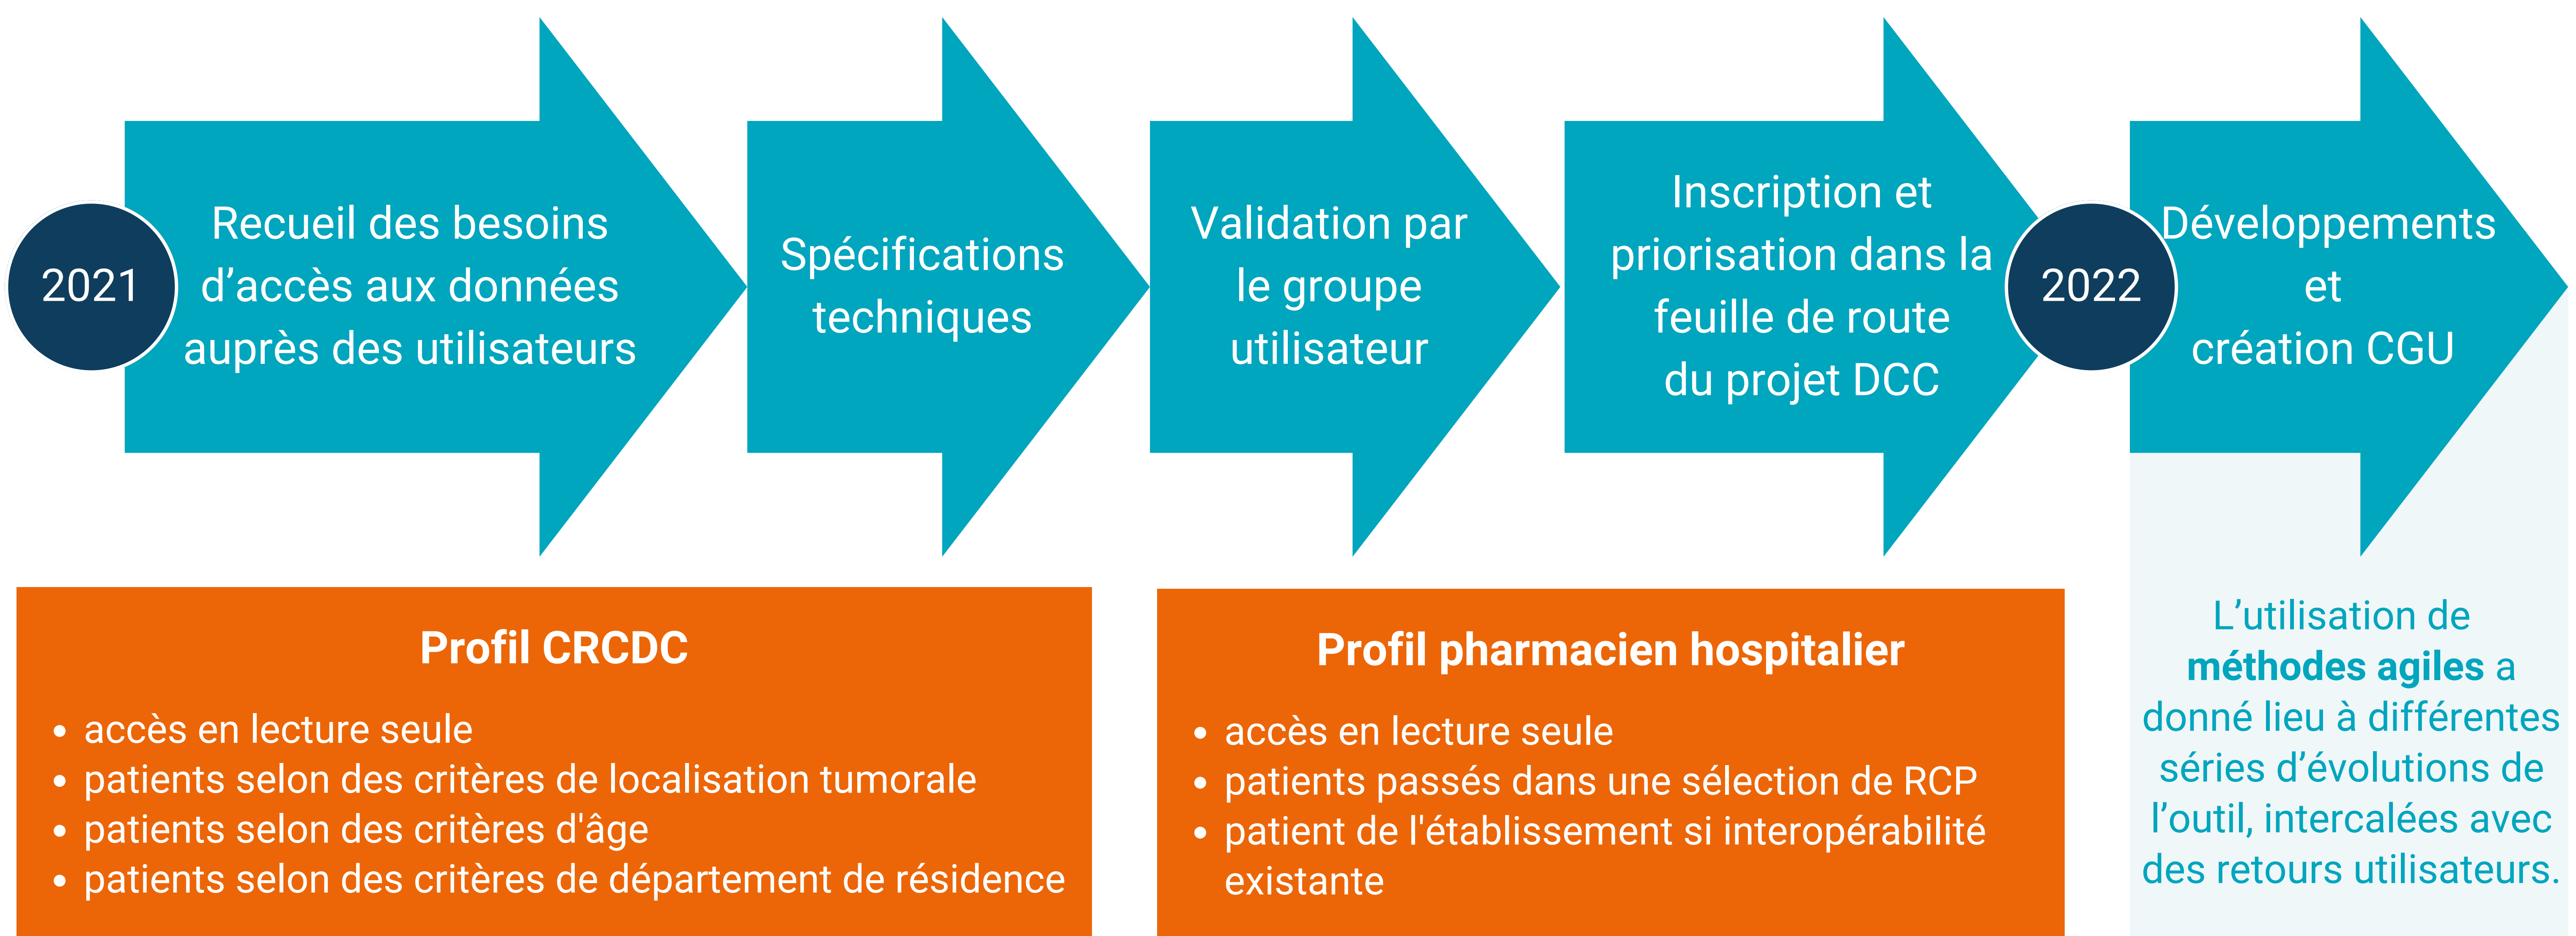 2021
Recueil des besoins
d’accès aux données
auprès des utilisateurs
Spécifications
techniques
Validation par
le groupe
utilisateur
Inscription et
priorisation dans la
feuille de route
du projet DCC
2022
Développements
et
création CGU
Profil CRCDC
• accès en lecture seule
• patients selon des critères de localisation tumorale
• patients selon des critères d'âge
• patients selon des critères de département de résidence
Profil pharmacien hospitalier
• accès en lecture seule
• patients passés dans une sélection de RCP
• patient de l'établissement si interopérabilité
existante
L’utilisation de
méthodes agiles a
donné lieu à différentes
séries d’évolutions de
l’outil, intercalées avec
des retours utilisateurs.